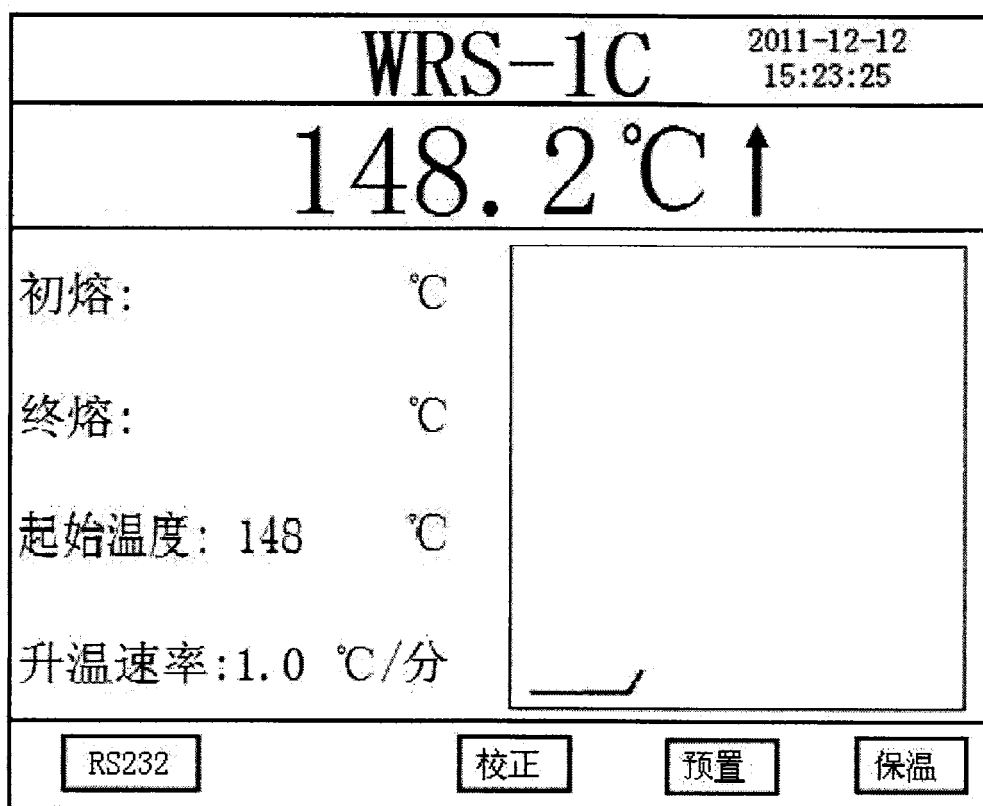 WRS-1C
2011-12-12
15:23:25
148.2℃↑
初熔: ℃
终熔: ℃
起始温度: 148 ℃
升温速率:1.0 ℃/分
RS232 校正 预置 保温